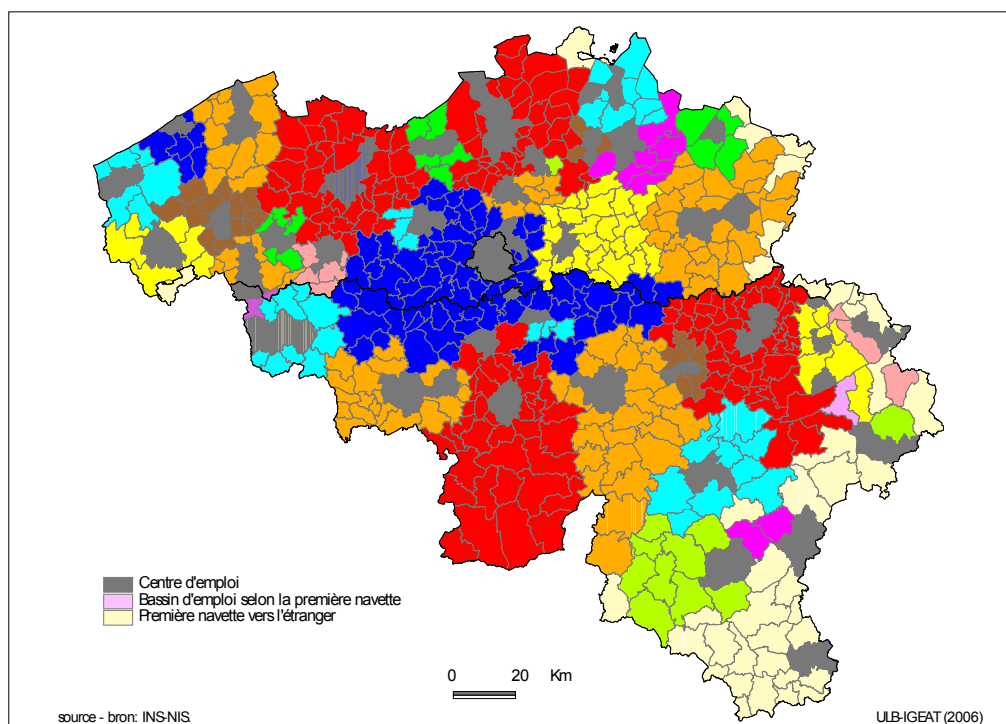 Centre d'emploi
Bassin d'emploi selon la première navette
Première navette vers l'étranger
0 20 Km
source - bron: INS-NIS.
ULB-IGEAT (2006)